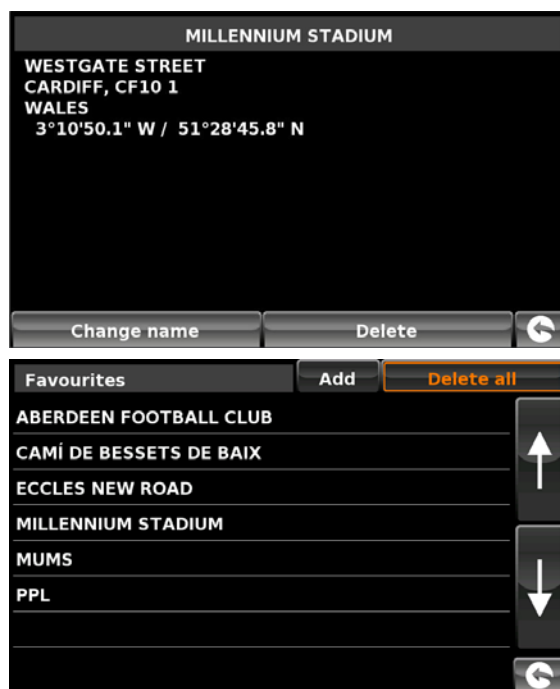 MILLENNIUM STADIUM
WESTGATE STREET
CARDIFF, CF10 1
WALES
3°10'50.1" W / 51°28'45.8" N
Change name Delete
Favourites Add Delete all
ABERDEEN FOOTBALL CLUB
CAMÍ DE BESSETS DE BAIX
ECCLES NEW ROAD
MILLENNIUM STADIUM
MUMS
PPL